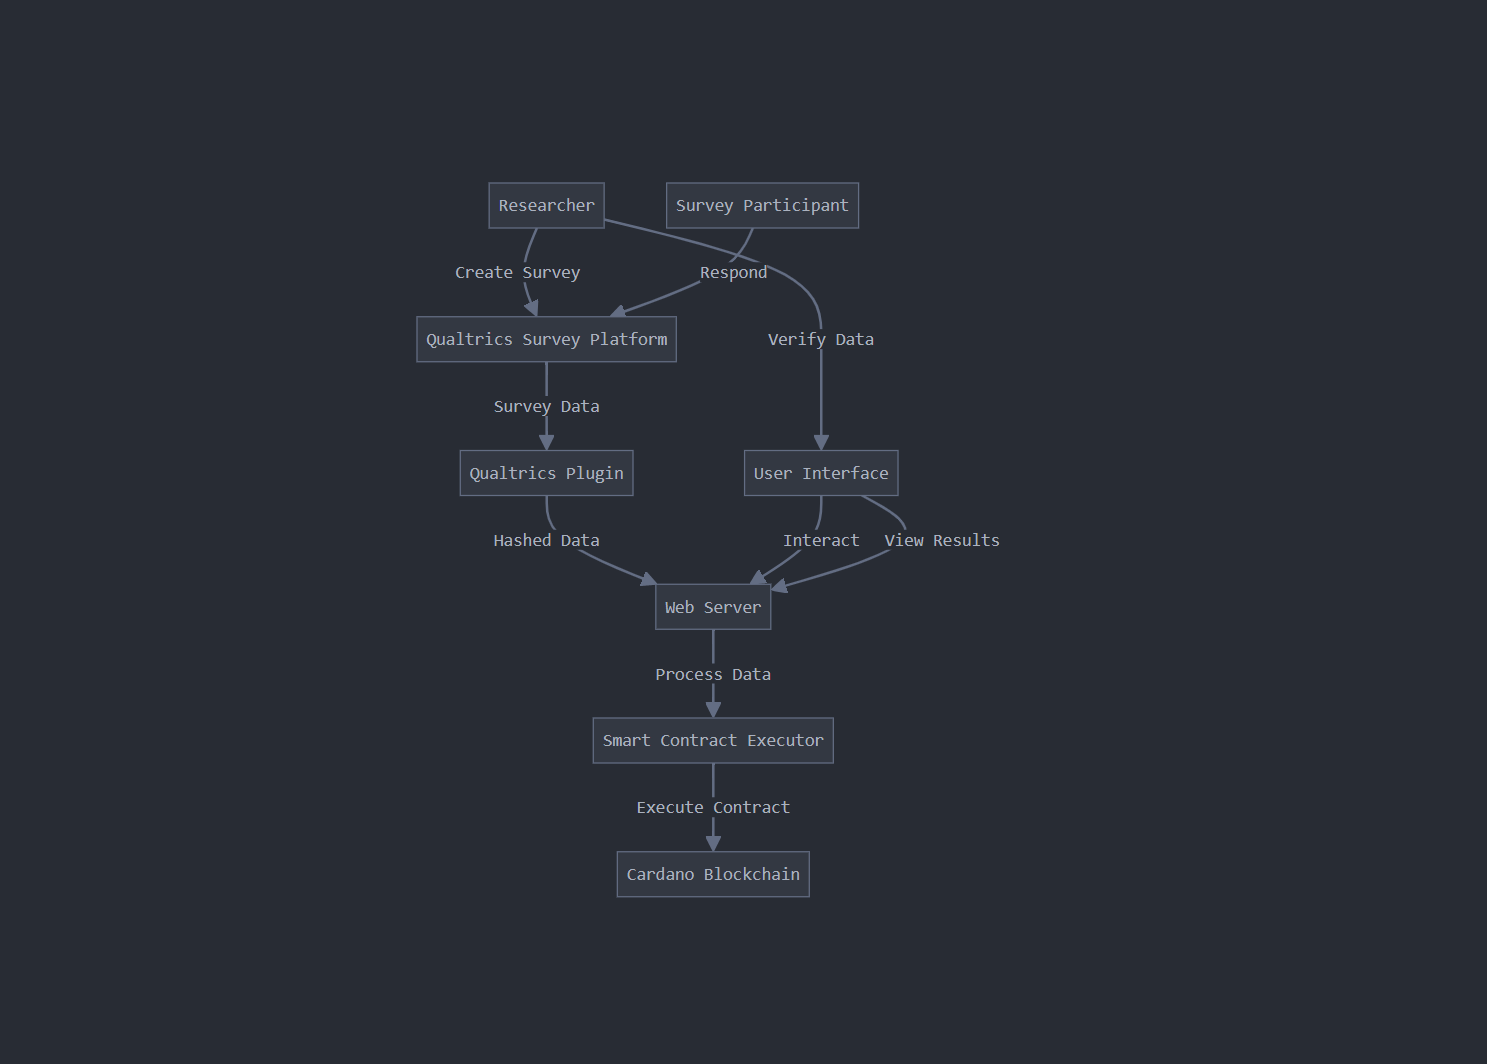 Researcher
Survey Participant
Create Survey
Respond
Qualtrics Survey Platform
Verify Data
Survey Data
Qualtrics Plugin
User Interface
Hashed Data
Interact
View Results
Web Server
Process Data
Smart Contract Executor
Execute Contract
Cardano Blockchain